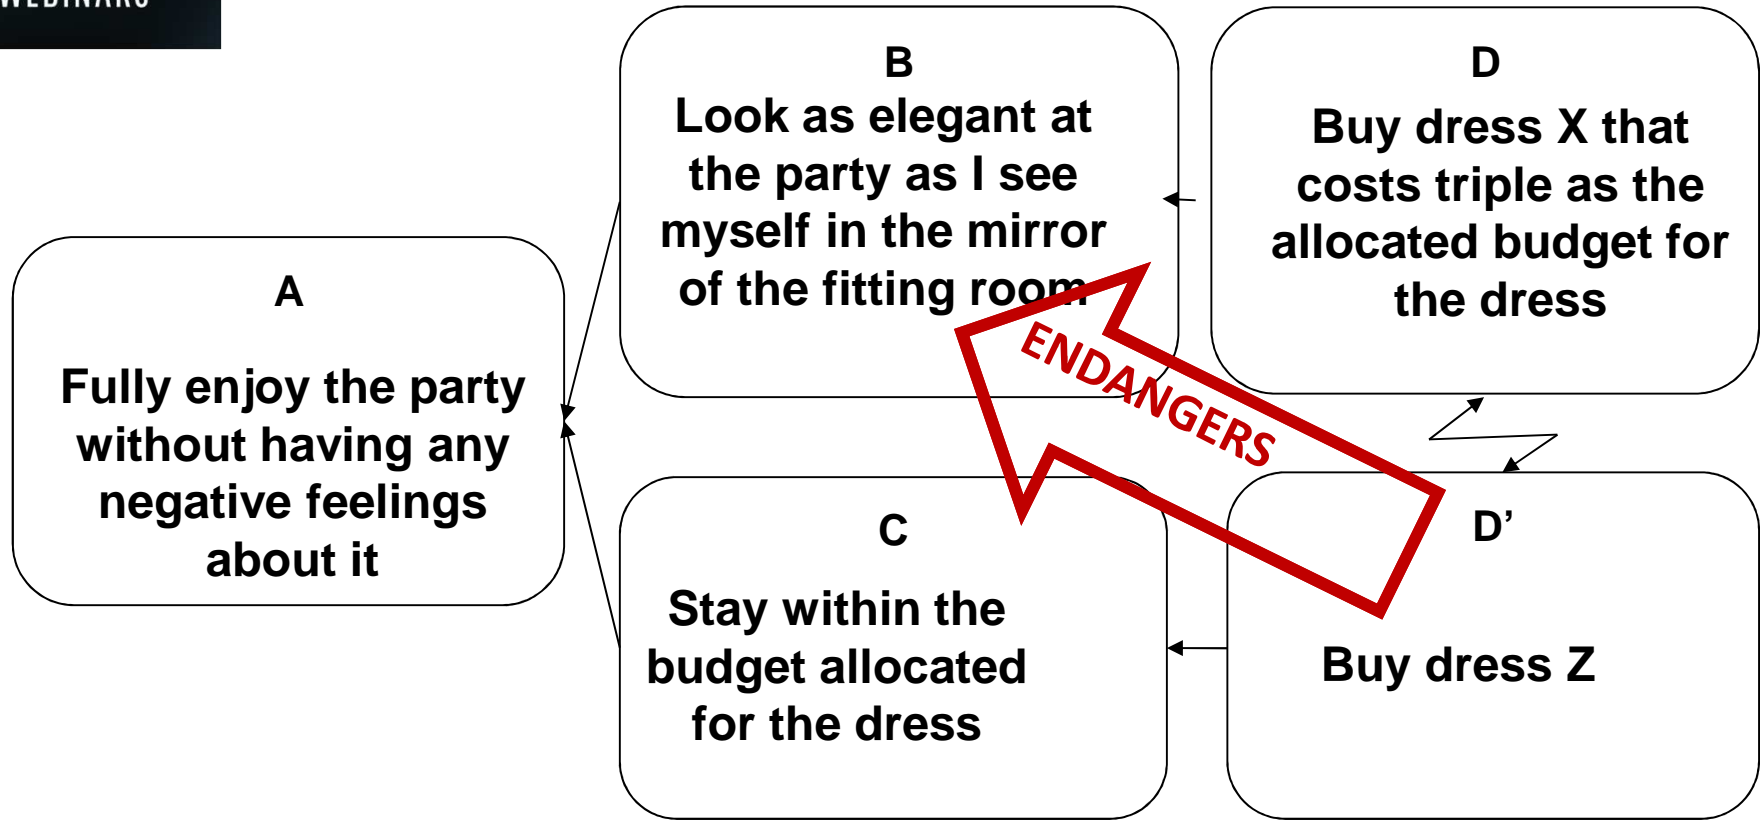 WEBINARS
A
Fully enjoy the party
without having any
negative feelings
about it
B
Look as elegant at
the party as I see
myself in the mirror
of the fitting room
C
Stay within the
budget allocated
for the dress
D
Buy dress X that
costs triple as the
allocated budget for
the dress
D’
Buy dress Z
ENDANGERS